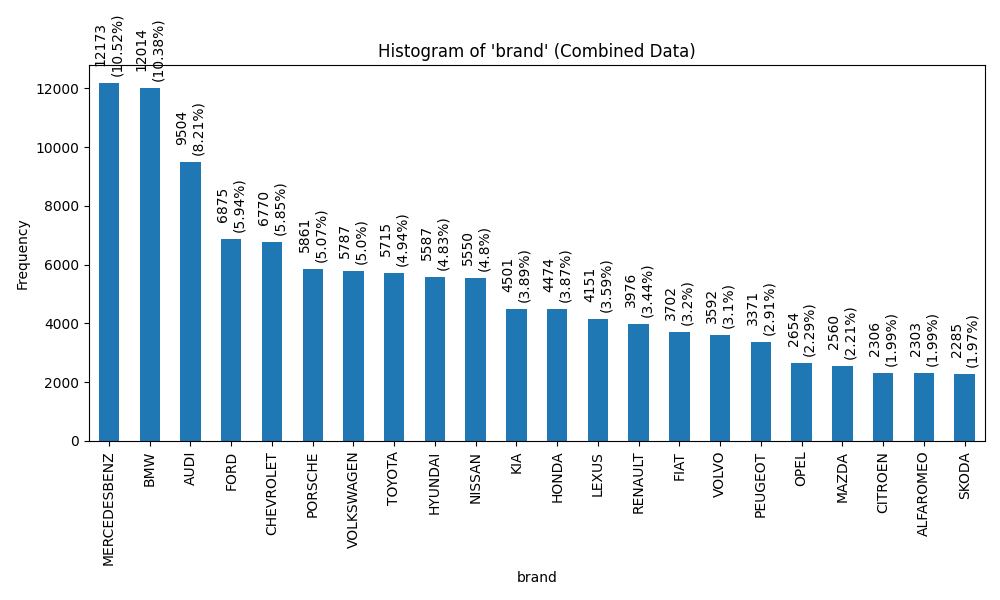 Histogram of 'brand' (Combined Data)
Frequency
12000
10000
8000
6000
4000
2000
0
12173
(10.52%)
12014
(10.38%)
9504
(8.21%)
6875
(5.94%)
6770
(5.85%)
5861
(5.07%)
5787
(5.0%)
5715
(4.94%)
5587
(4.83%)
5550
(4.8%)
4501
(3.89%)
4474
(3.87%)
4151
(3.59%)
3976
(3.44%)
3702
(3.2%)
3592
(3.1%)
3371
(2.91%)
2654
(2.29%)
2560
(2.21%)
2306
(1.99%)
2303
(1.99%)
2285
(1.97%)
MERCEDESBENZ
BMW
AUDI
FORD
CHEVROLET
PORSCHE
VOLKSWAGEN
TOYOTA
HYUNDAI
NISSAN
KIA
HONDA
LEXUS
RENAULT
FIAT
VOLVO
PEUGEOT
OPEL
MAZDA
CITROEN
ALFAROMEO
SKODA
brand